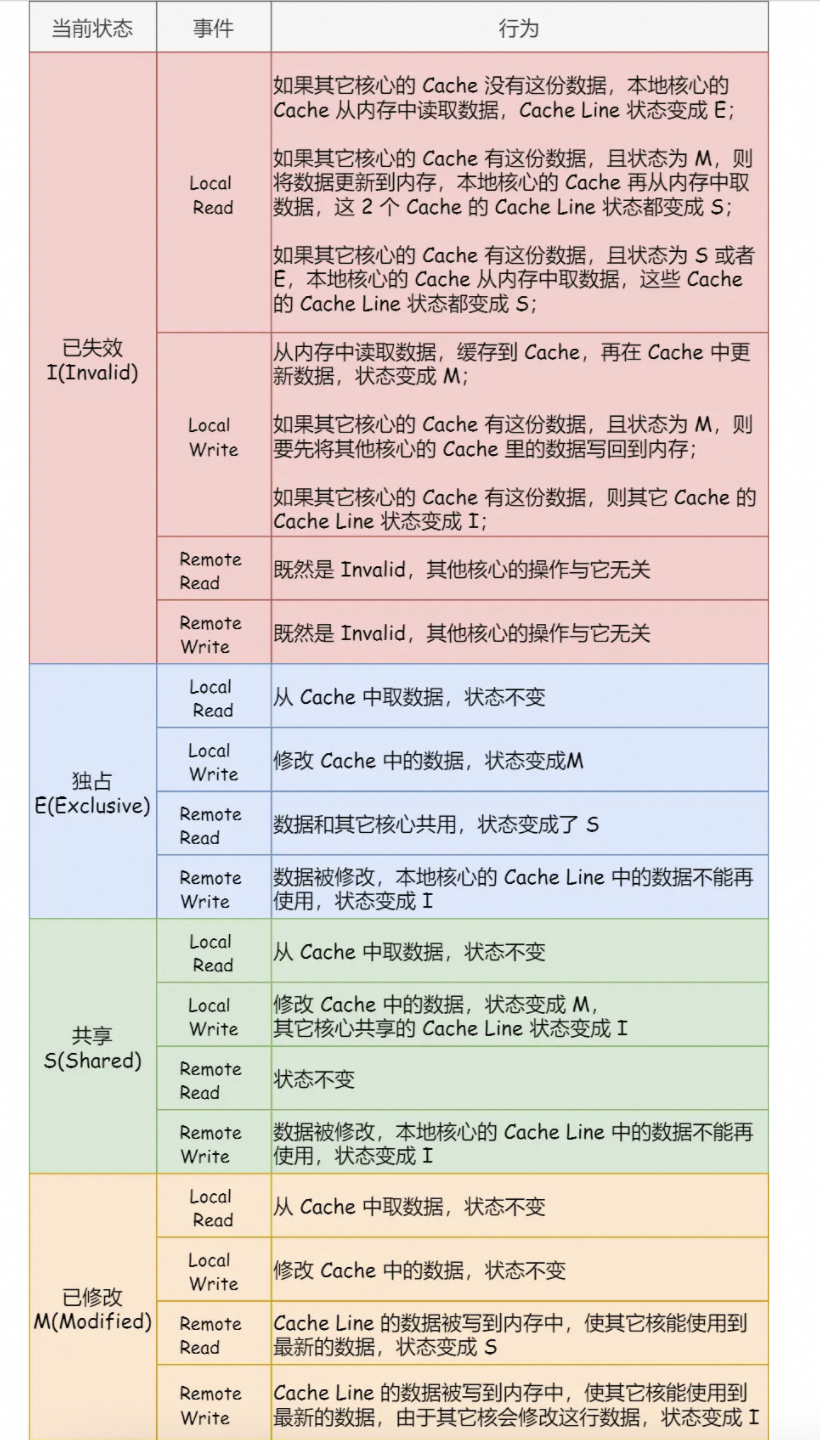 当前状态 事件 行为
已失效
I(Invalid)
Local
Read
如果其它核心的 Cache 没有这份数据，本地核心的
Cache 从内存中读取数据，Cache Line 状态变成 E；
如果其它核心的 Cache 有这份数据，且状态为 M，则
将数据更新到内存，本地核心的 Cache 再从内存中取
数据，这 2 个 Cache 的 Cache Line 状态都变成 S；
如果其它核心的 Cache 有这份数据，且状态为 S 或者
E，本地核心的 Cache 从内存中取数据，这些 Cache
的 Cache Line 状态都变成 S；
Local
Write
从内存中读取数据，缓存到 Cache，再在 Cache 中更
新数据，状态变成 M；
如果其它核心的 Cache 有这份数据，且状态为 M，则
要先将其他核心的 Cache 里的数据写回到内存；
如果其它核心的 Cache 有这份数据，则其它 Cache 的
Cache Line 状态变成 I；
Remote
Read
既然是 Invalid，其他核心的操作与它无关
Remote
Write
既然是 Invalid，其他核心的操作与它无关
独占
E(Exclusive)
Local
Read
从 Cache 中取数据，状态不变
Local
Write
修改 Cache 中的数据，状态变成M
Remote
Read
数据和其它核心共用，状态变成了 S
Remote
Write
数据被修改，本地核心的 Cache Line 中的数据不能再
使用，状态变成 I
共享
S(Shared)
Local
Read
从 Cache 中取数据，状态不变
Local
Write
修改 Cache 中的数据，状态变成 M，
其它核心共享的 Cache Line 状态变成 I
Remote
Read
状态不变
Remote
Write
数据被修改，本地核心的 Cache Line 中的数据不能再
使用，状态变成 I
已修改
M(Modified)
Local
Read
从 Cache 中取数据，状态不变
Local
Write
修改 Cache 中的数据，状态不变
Remote
Read
Cache Line 的数据被写到内存中，使其它核能使用到
最新的数据，状态变成 S
Remote
Write
Cache Line 的数据被写到内存中，使其它核能使用到
最新的数据，由于其它核会修改这行数据，状态变成 I